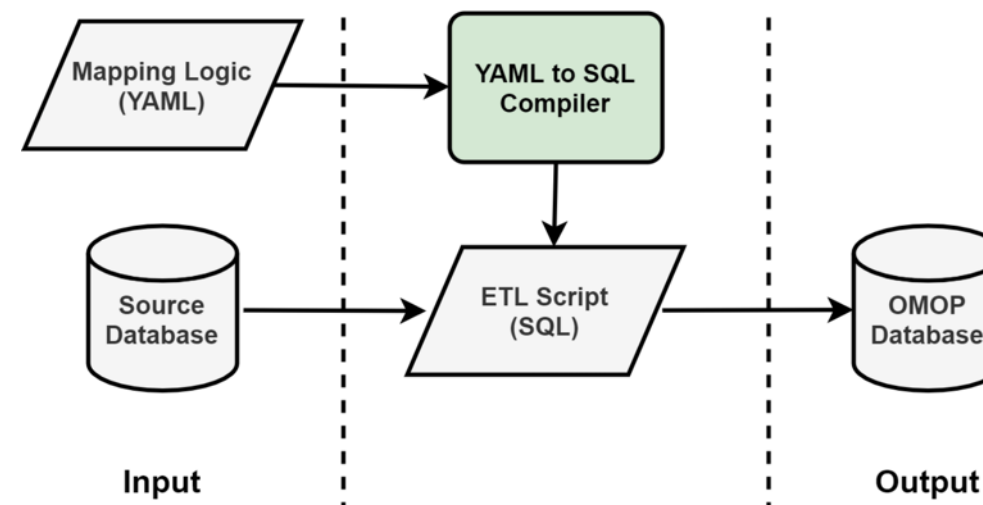 Mapping Logic
(YAML)
YAML to SQL
Compiler
Source
Database
ETL Script
(SQL)
OMOP
Database
Input
Output